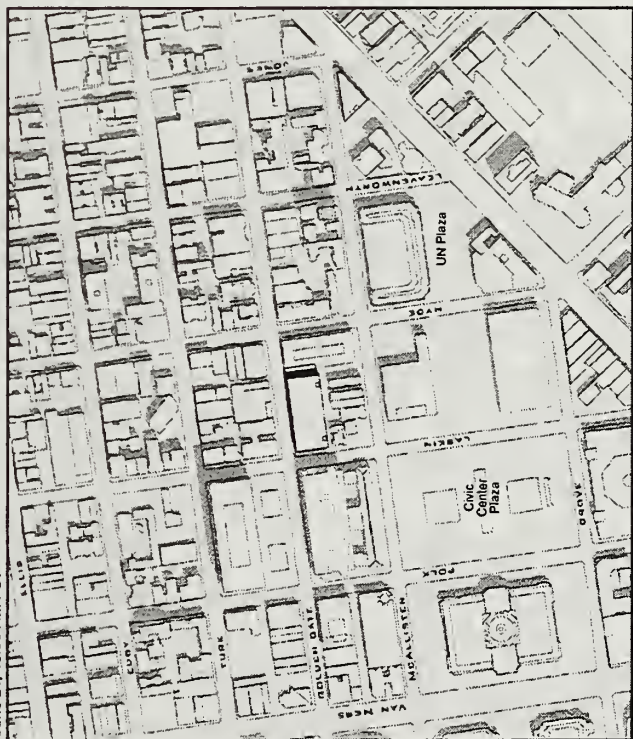 JONES
LEAVENWORTH
UN Plaza
HYDE
LARKIN
Civic
Center
Plaza
GROVE
POLK
ELLIS
EDDY
TURK
GOLDEN GATE
MCALLISTER
VAN NESS